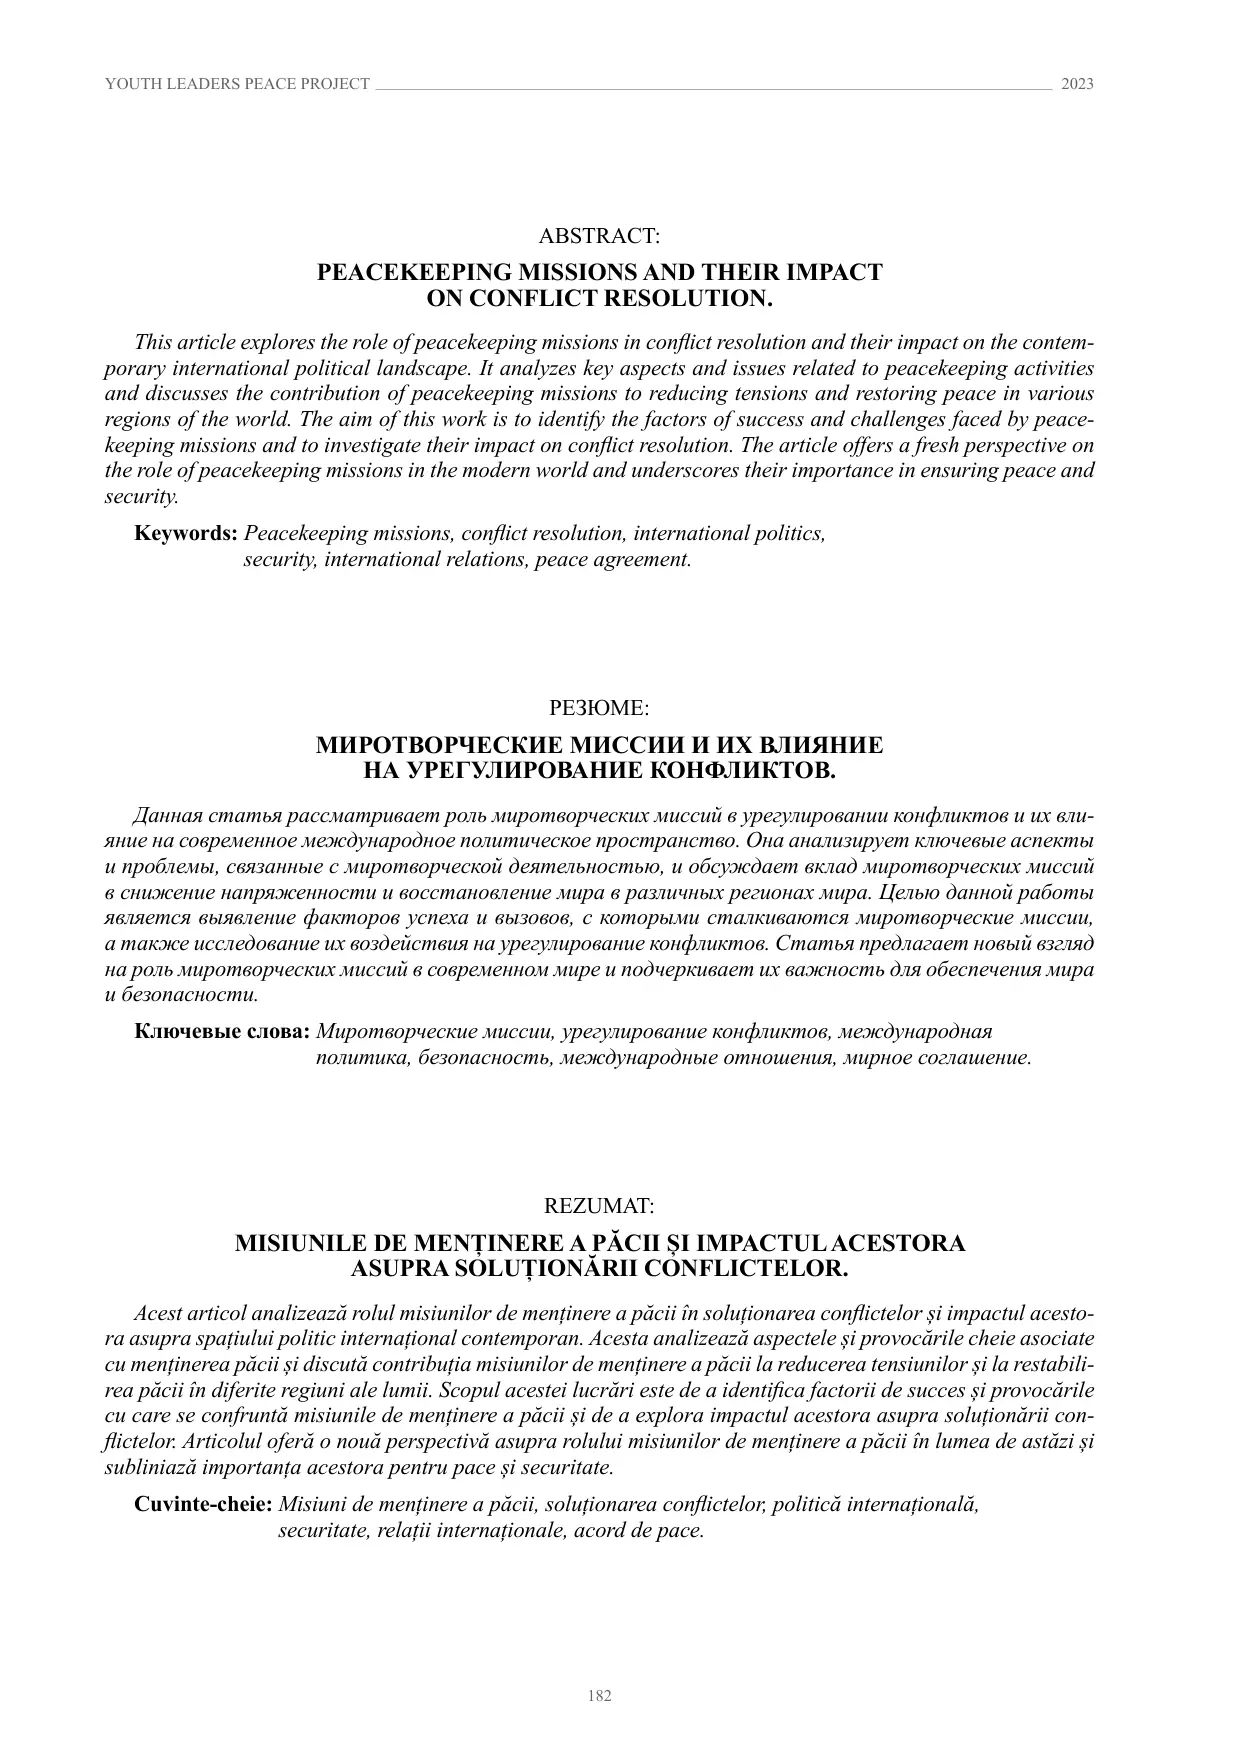 YOUTH LEADERS PEACE PROJECT 2023
ABSTRACT:
PEACEKEEPING MISSIONS AND THEIR IMPACT
ON CONFLICT RESOLUTION.
This article explores the role of peacekeeping missions in conflict resolution and their impact on the contem-
porary international political landscape. It analyzes key aspects and issues related to peacekeeping activities
and discusses the contribution of peacekeeping missions to reducing tensions and restoring peace in various
regions of the world. The aim of this work is to identify the factors of success and challenges faced by peace-
keeping missions and to investigate their impact on conflict resolution. The article offers a fresh perspective on
the role of peacekeeping missions in the modern world and underscores their importance in ensuring peace and
security.
Keywords: Peacekeeping missions, conflict resolution, international politics,
security, international relations, peace agreement.
РЕЗЮМЕ:
МИРОТВОРЧЕСКИЕ МИССИИ И ИХ ВЛИЯНИЕ
НА УРЕГУЛИРОВАНИЕ КОНФЛИКТОВ.
Данная статья рассматривает роль миротворческих миссий в урегулировании конфликтов и их вли-
яние на современное международное политическое пространство. Она анализирует ключевые аспекты
и проблемы, связанные с миротворческой деятельностью, и обсуждает вклад миротворческих миссий
в снижение напряженности и восстановление мира в различных регионах мира. Целью данной работы
является выявление факторов успеха и вызовов, с которыми сталкиваются миротворческие миссии,
а также исследование их воздействия на урегулирование конфликтов. Статья предлагает новый взгляд
на роль миротворческих миссий в современном мире и подчеркивает их важность для обеспечения мира
и безопасности.
Ключевые слова: Миротворческие миссии, урегулирование конфликтов, международная
политика, безопасность, международные отношения, мирное соглашение.
REZUMAT:
MISIUNILE DE MENȚINERE A PĂCII ȘI IMPACTUL ACESTORA
ASUPRA SOLUȚIONĂRII CONFLICTELOR.
Acest articol analizează rolul misiunilor de menținere a păcii în soluționarea conflictelor și impactul acesto-
ra asupra spațiului politic internațional contemporan. Acesta analizează aspectele și provocările cheie asociate
cu menținerea păcii și discută contribuția misiunilor de menținere a păcii la reducerea tensiunilor și la restabili-
rea păcii în diferite regiuni ale lumii. Scopul acestei lucrări este de a identifica factorii de succes și provocările
cu care se confruntă misiunile de menținere a păcii și de a explora impactul acestora asupra soluționării con-
flictelor. Articolul oferă o nouă perspectivă asupra rolului misiunilor de menținere a păcii în lumea de astăzi și
subliniază importanța acestora pentru pace și securitate.
Cuvinte-cheie: Misiuni de menținere a păcii, soluționarea conflictelor, politică internațională,
securitate, relații internaționale, acord de pace.
182